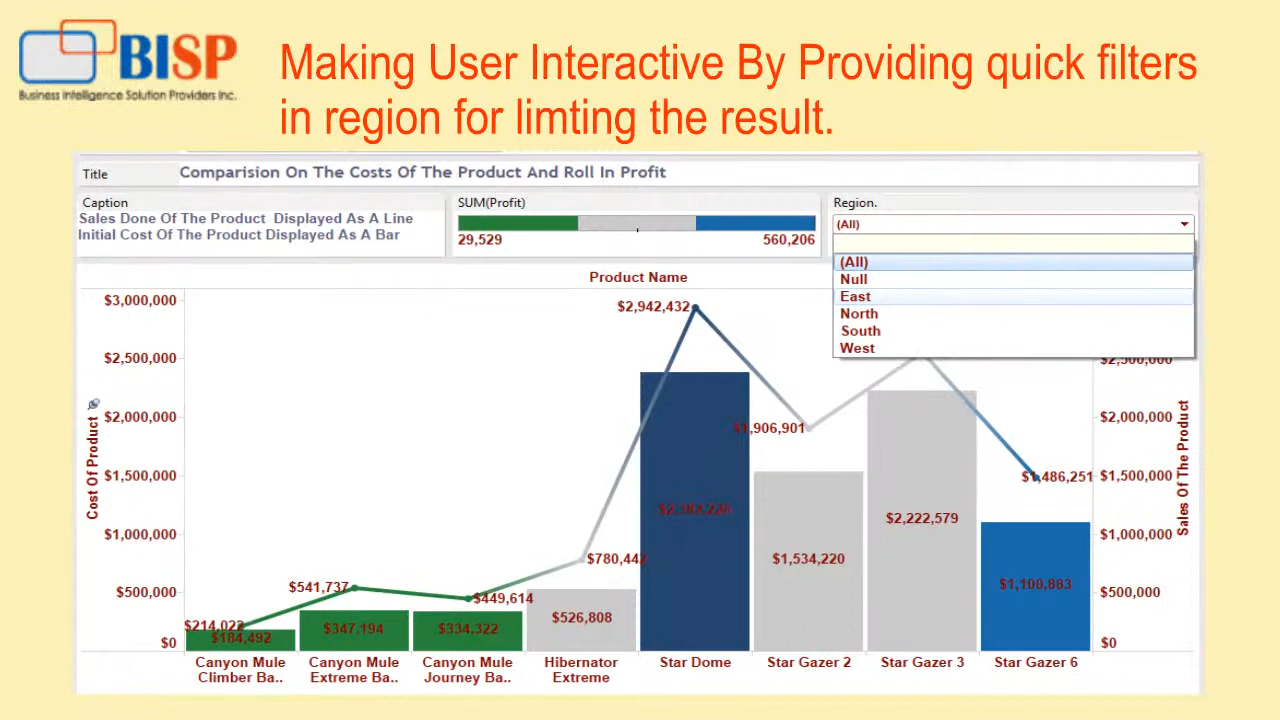 BISP
Business Intelligence Solution Providers Inc.
Making User Interactive By Providing quick filters
in region for limting the result.
Title
Comparision On The Costs Of The Product And Roll In Profit
Caption
Sales Done Of The Product Displayed As A Line
Initial Cost Of The Product Displayed As A Bar
SUM(Profit)
29,529
560,206
Region.
(All)
(All)
Null
East
North
South
West
Product Name
Cost Of Product
$3,000,000
$2,500,000
$2,000,000
$1,500,000
$1,000,000
$500,000
$0
$2,942,432
$1,906,901
$1,486,251
$780,442
$541,737
$449,614
$214,022
$184,492
$347,194
$334,322
$526,808
$1,534,220
$2,222,579
$1,100,883
$2,500,000
$2,000,000
$1,500,000
$1,000,000
$500,000
$0
Sales Of The Product
Canyon Mule
Climber Ba..
Canyon Mule
Extreme Ba..
Canyon Mule
Journey Ba..
Hibernator
Extreme
Star Dome
Star Gazer 2
Star Gazer 3
Star Gazer 6